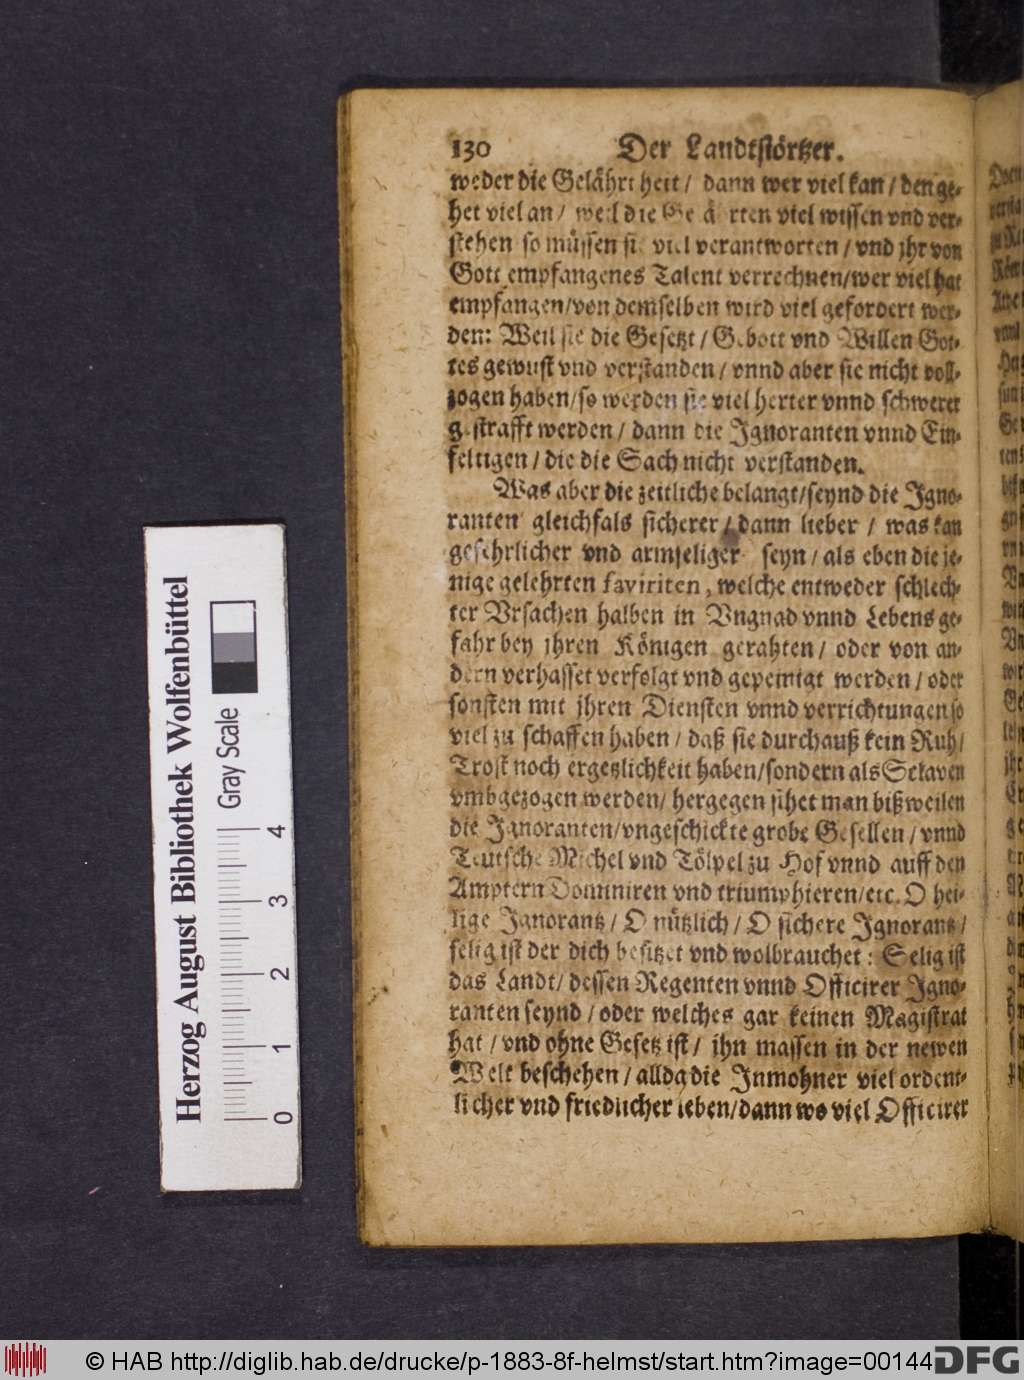 130 Der Landtstörtzer.
weder die Gelährtheit / dann wer viel kan / den ge-
het viel an / weil die Ge ä rten viel wissen vnd ver-
stehen so müssen si viel verantworten / vnd jhr von
Gott empfangenes Talent verrechnen / wer viel hat
empfangen / von demselben wird viel gefordert wer-
den: Weil sie die Gesetzt / Gebott vnd Willen Got-
tes gewust vnd verstanden / vnnd aber sie nicht voll-
zogen haben / so werden sie viel herter vnnd schwerer
g.strafft werden / dann die Ignoranten vnnd Ein-
feltigen / die die Sach nicht verstanden.
Was aber die zeitliche belangt / seynd die Igno-
ranten gleichfals sicherer / dann lieber / was kan
gefehrlicher vnd armseliger seyn / als eben die je-
nige gelehrten faviriten, welche entweder schlech-
ter Vrsachen halben in Vngnad vnnd Lebens ge-
fahr bey jhren Königen gerahten / oder von an-
dern verhasset verfolgt vnd gepeinigt werden / oder
sonsten mit jhren Diensten vnnd verrichtungen so
viel zu schaffen haben / daß sie durchauß kein Ruh /
Trost noch ergetzlichkeit haben / sondern als Sclaven
vmbgezogen werden / hergegen sihet man bißweilen
die Ignoranten / vngeschickte grobe Gesellen / vnnd
Teutsche Michel vnd Tölpel zu Hof vnnd auff den
Amptern Dominiren vnd triumphieren / etc. O hei-
lige Ignorantz / O nützlich / O sichere Ignorantz /
selig ist der dich besitzet vnd wolbrauchet : Selig ist
das Landt / dessen Regenten vnnd Officirer Igno-
ranten seynd / oder welches gar keinen Magistrat
hat / vnd ohne Gesetz ist / jhn massen in der newen
Welt beschehen / allda die Inwohner viel ordent-
licher vnd friedlicher leben / dann wo viel Officirer
Herzog August Bibliothek Wolfenbüttel
Gray Scale
0 1 2 3 4
© HAB http://diglib.hab.de/drucke/p-1883-8f-helmst/start.htm?image=00144
DFG